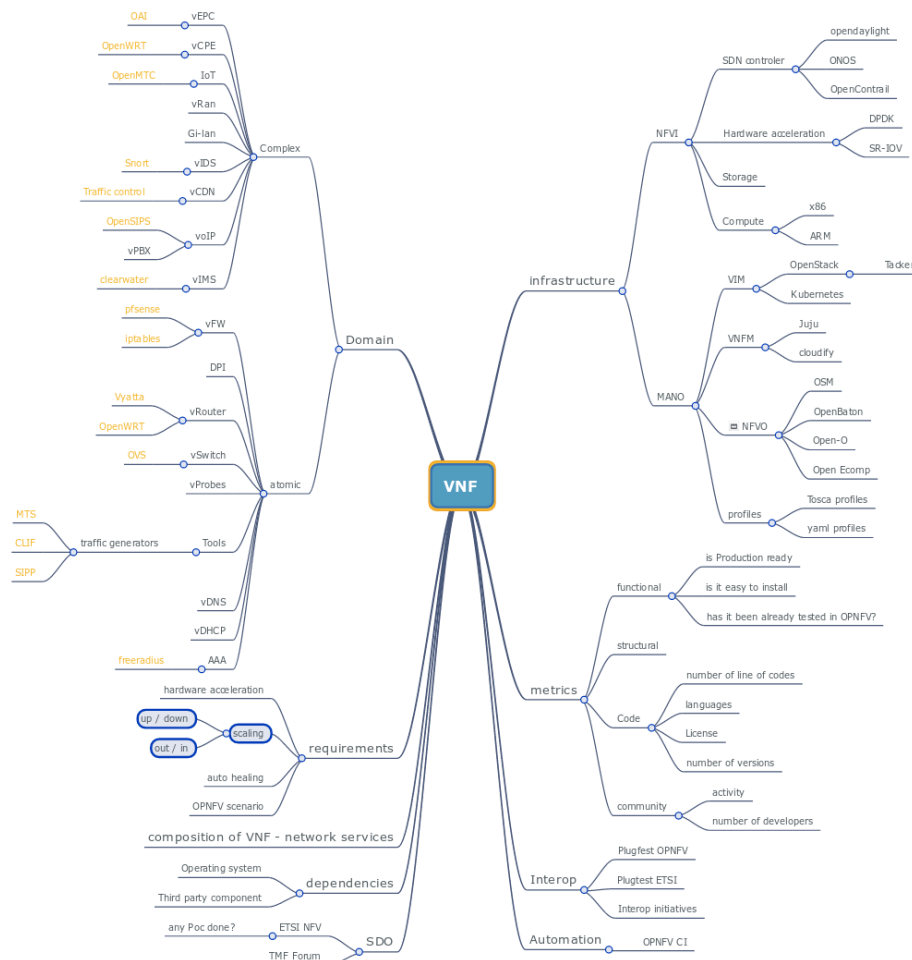 VNF
Domain
Complex
vEPC
OAI
vCPE
OpenWRT
IoT
OpenMTC
vRan
Gi-lan
vIDS
Snort
vCDN
Traffic control
voIP
OpenSIPS
vPBX
vIMS
clearwater
atomic
vFW
pfsense
iptables
DPI
vRouter
Vyatta
OpenWRT
vSwitch
OVS
vProbes
Tools
traffic generators
MTS
CLIF
SIPP
vDNS
vDHCP
AAA
freeradius
requirements
hardware acceleration
scaling
up / down
out / in
auto healing
OPNFV scenario
composition of VNF - network services
dependencies
Operating system
Third party component
SDO
ETSI NFV
any Poc done?
TMF Forum
infrastructure
NFVI
SDN controler
opendaylight
ONOS
OpenContrail
Hardware acceleration
DPDK
SR-IOV
Storage
Compute
x86
ARM
MANO
VIM
OpenStack
Tacker
Kubernetes
VNFM
Juju
cloudify
NFVO
OSM
OpenBaton
Open-O
Open Ecomp
profiles
Tosca profiles
yaml profiles
metrics
functional
is Production ready
is it easy to install
has it been already tested in OPNFV?
structural
Code
number of line of codes
languages
License
number of versions
community
activity
number of developers
Interop
Plugfest OPNFV
Plugtest ETSI
Interop initiatives
Automation
OPNFV CI